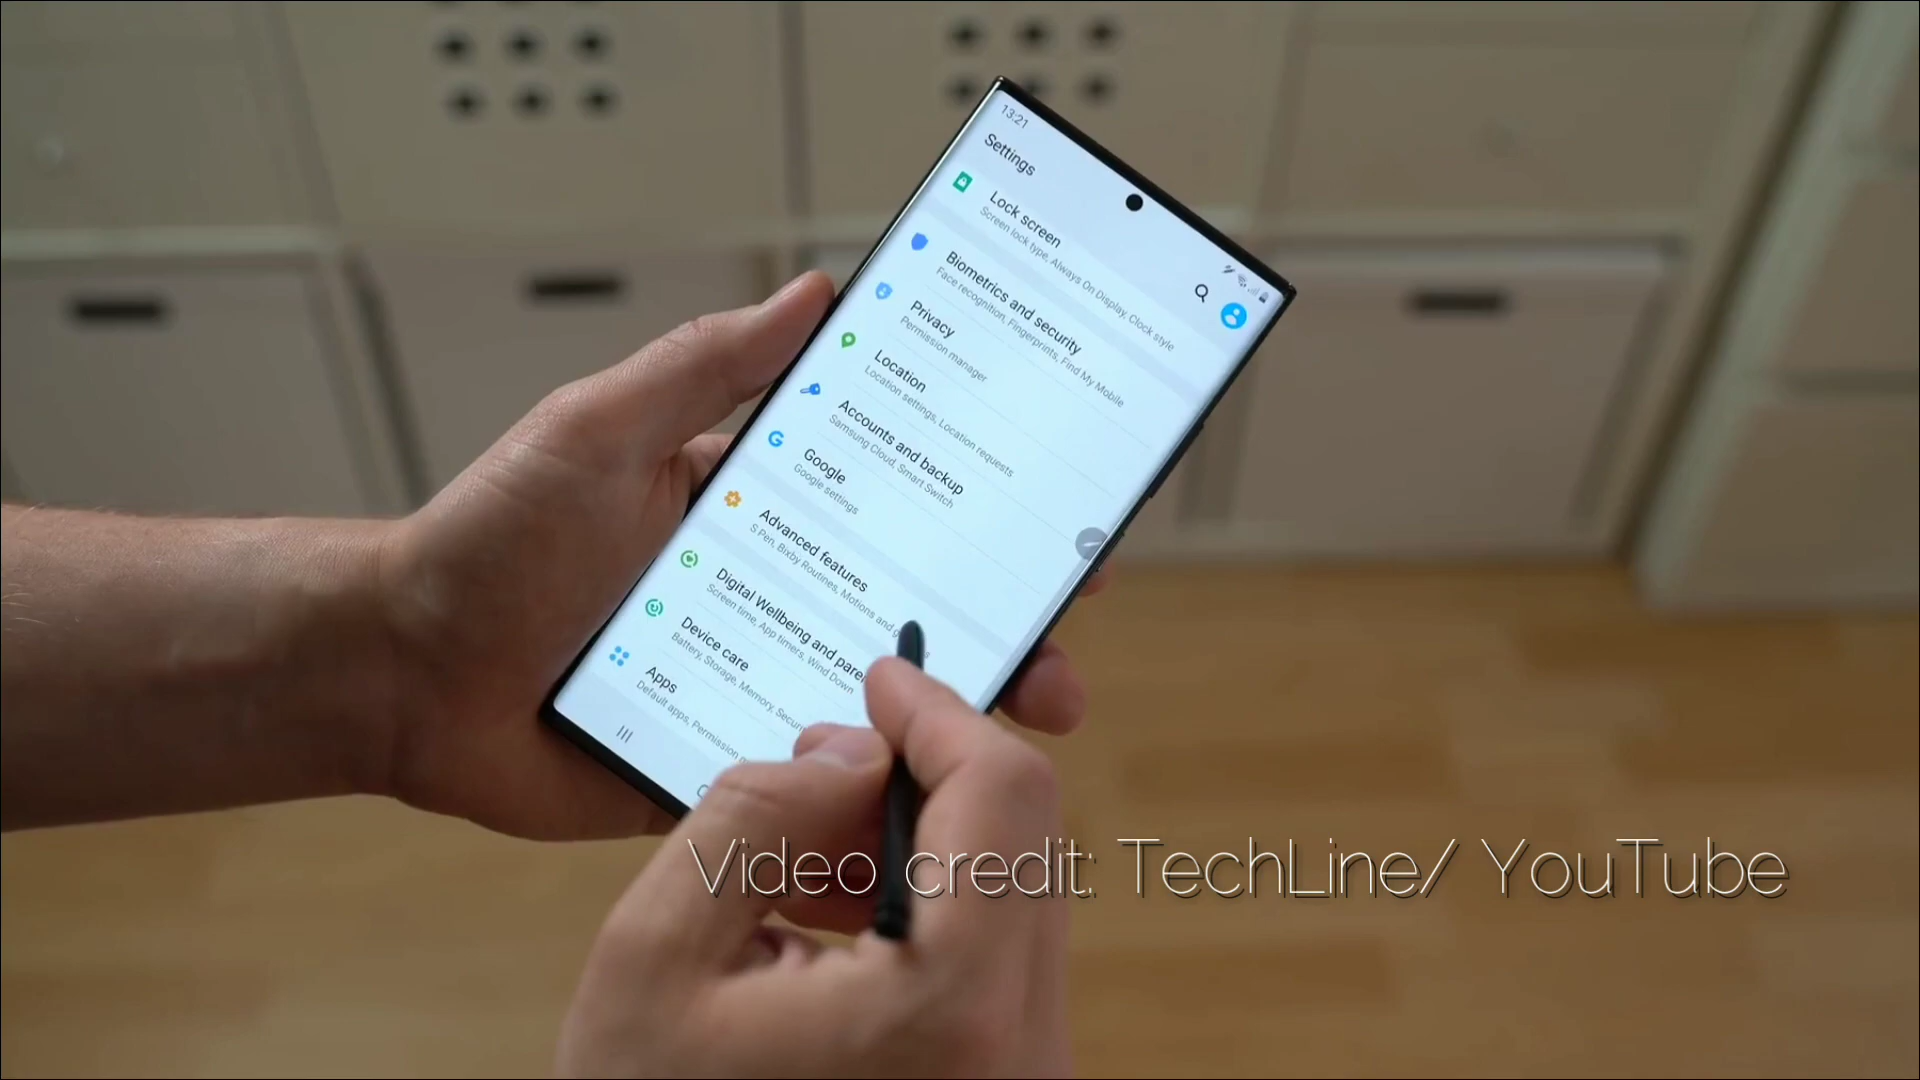 13:21
Settings
Lock screen
Screen lock type, Always On Display, Clock style
Biometrics and security
Face recognition, Fingerprints, Find My Mobile
Privacy
Permission manager
Location
Location settings, Location requests
Accounts and backup
Samsung Cloud, Smart Switch
Google
Google settings
Advanced features
S Pen, Bixby Routines, Motions and
Digital Wellbeing and
Screen time, App timers, Wind Down
Device care
Battery, Storage, Memory,
Apps
Default apps, Permission
Video credit: TechLine/ YouTube